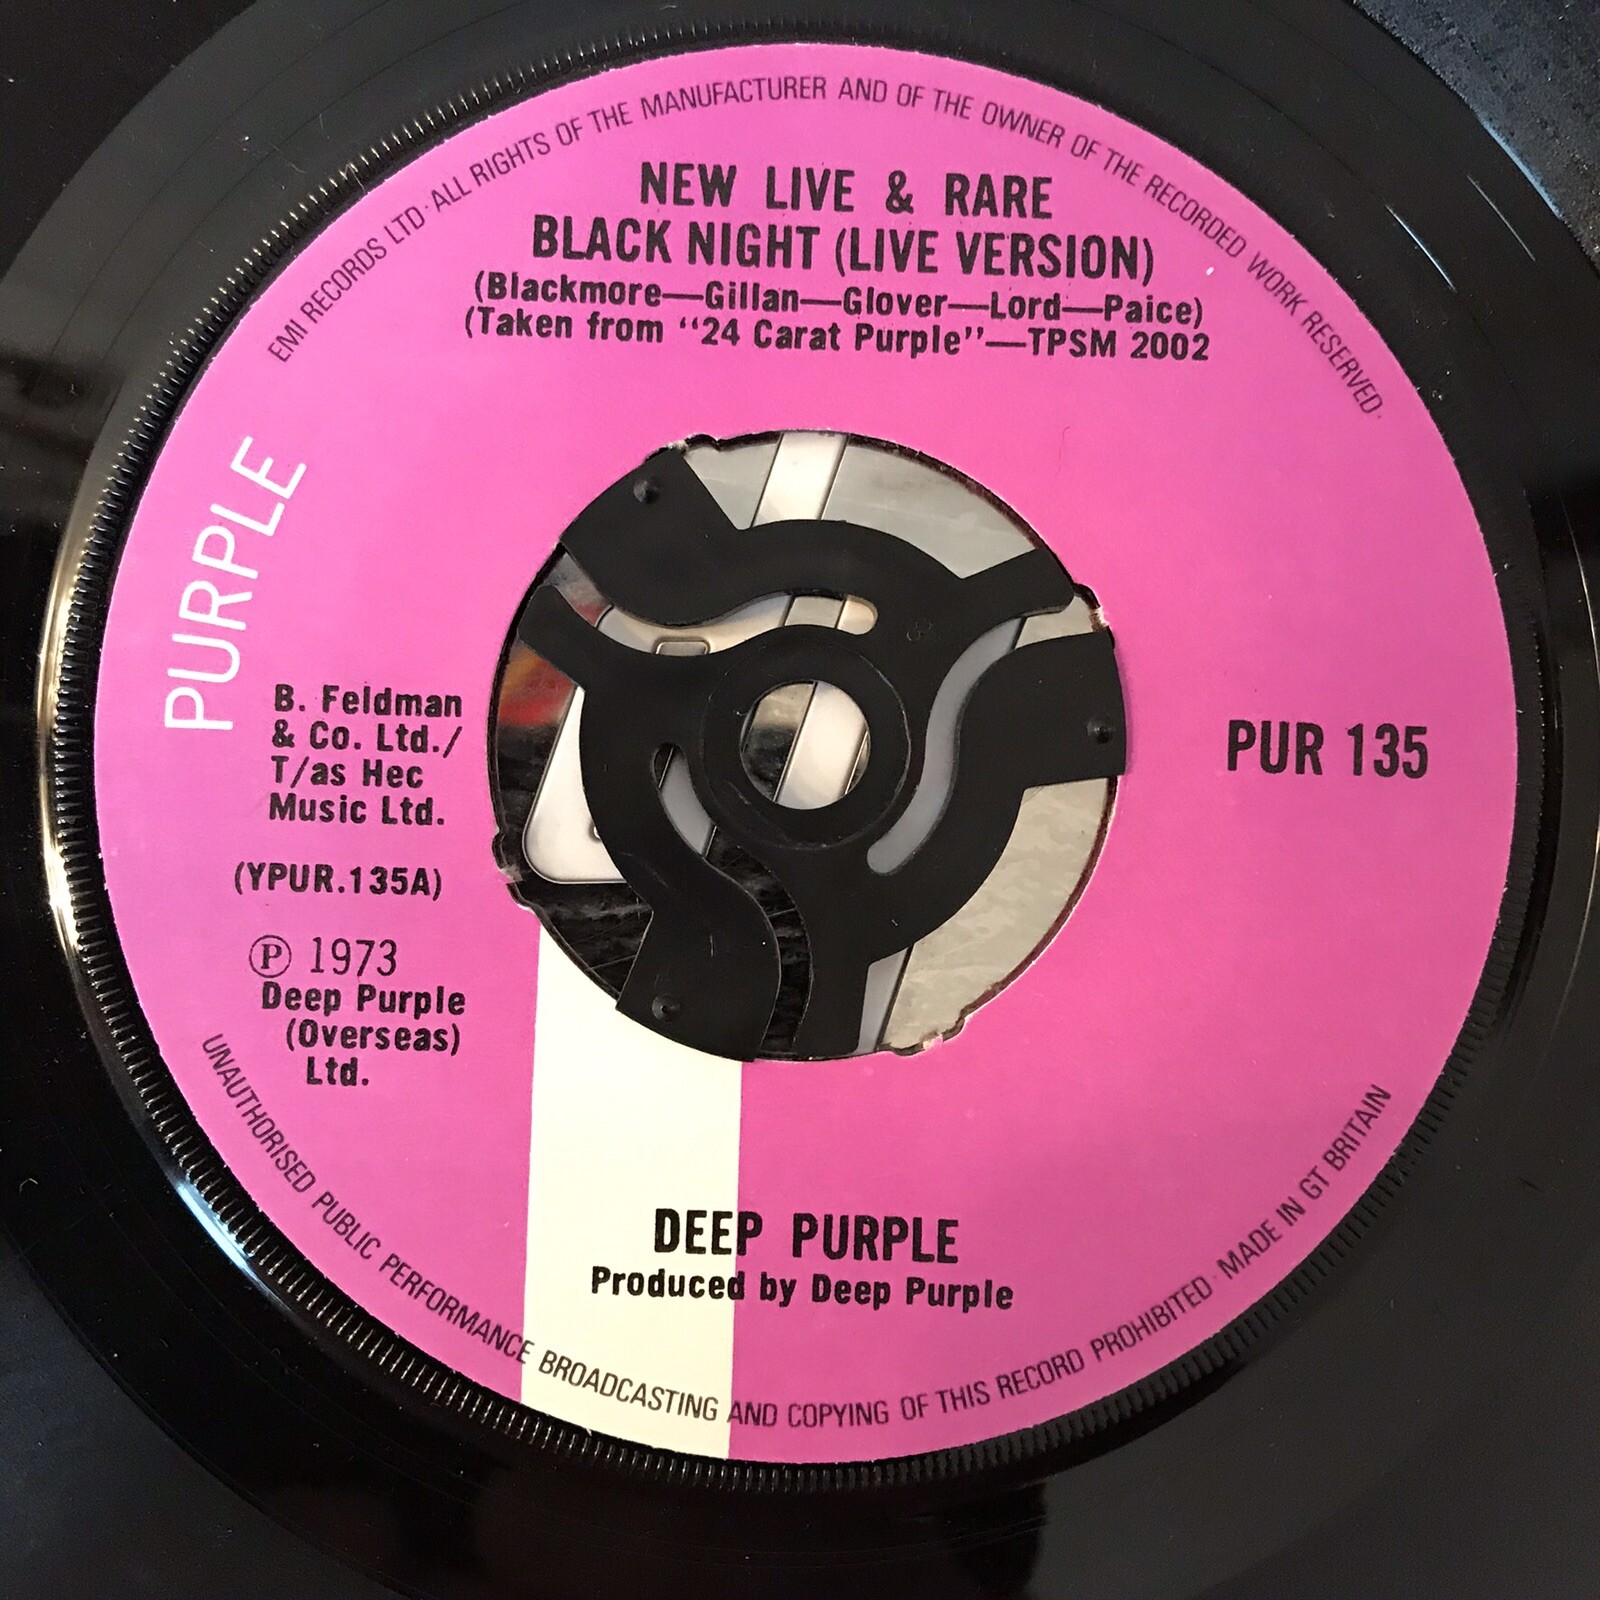 EMI RECORDS LTD · ALL RIGHTS OF THE MANUFACTURER AND OF THE OWNER OF THE RECORDED WORK RESERVED ·
NEW LIVE & RARE
BLACK NIGHT (LIVE VERSION)
(Blackmore—Gillan—Glover—Lord—Paice)
(Taken from “24 Carat Purple”—TPSM 2002
PURPLE
B. Feldman
& Co. Ltd./
T/as Hec
Music Ltd.
PUR 135
(YPUR.135A)
Ⓟ 1973
Deep Purple
(Overseas)
Ltd.
DEEP PURPLE
Produced by Deep Purple
UNAUTHORISED PUBLIC PERFORMANCE BROADCASTING AND COPYING OF THIS RECORD PROHIBITED · MADE IN GT BRITAIN